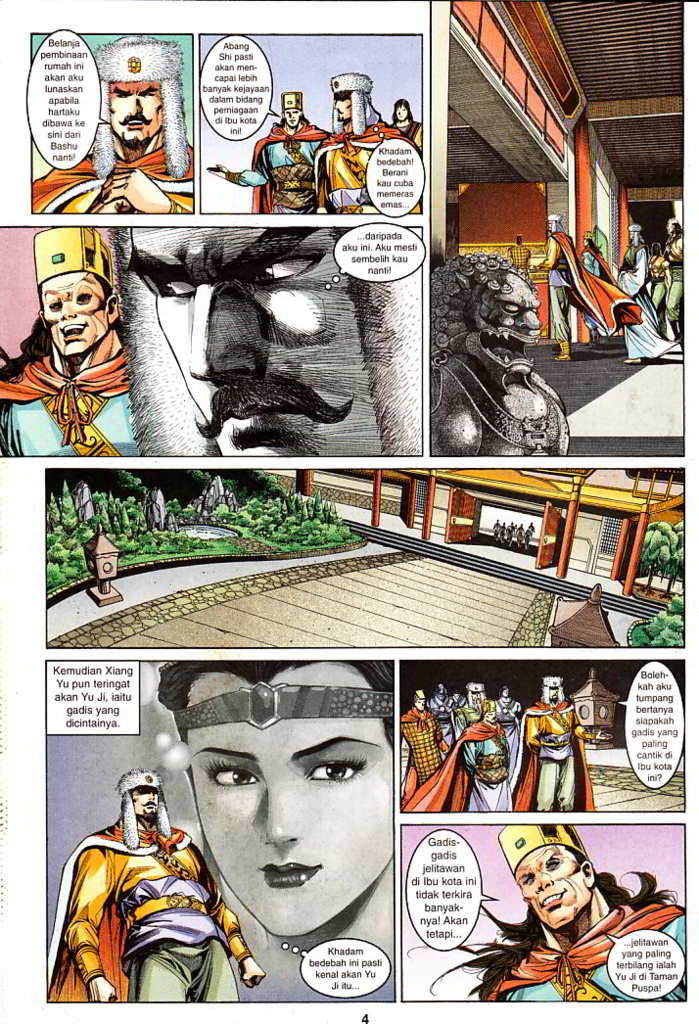 Belanja
pembinaan
rumah ini
akan aku
lunaskan
apabila
hartaku
dibawa ke
sini dari
Bashu
nanti!
Abang
Shi pasti
akan men-
capai lebih
banyak kejayaan
dalam bidang
perniagaan
di Ibu kota
ini!
Khadam
bedebah!
Berani
kau cuba
memeras
emas...
...daripada
aku ini. Aku mesti
sembelih kau
nanti!
Kemudian Xiang
Yu pun teringat
akan Yu Ji, iaitu
gadis yang
dicintainya.
Khadam
bedebah ini pasti
kenal akan Yu
Ji itu...
Boleh-
kah aku
tumpang
bertanya
siapakah
gadis yang
paling
cantik di
Ibu kota
ini?
Gadis-
gadis
jelitawan
di Ibu kota ini
tidak terkira
banyak-
nya! Akan
tetapi...
...jelitawan
yang paling
terbilang ialah
Yu Ji di Taman
Puspa!
4